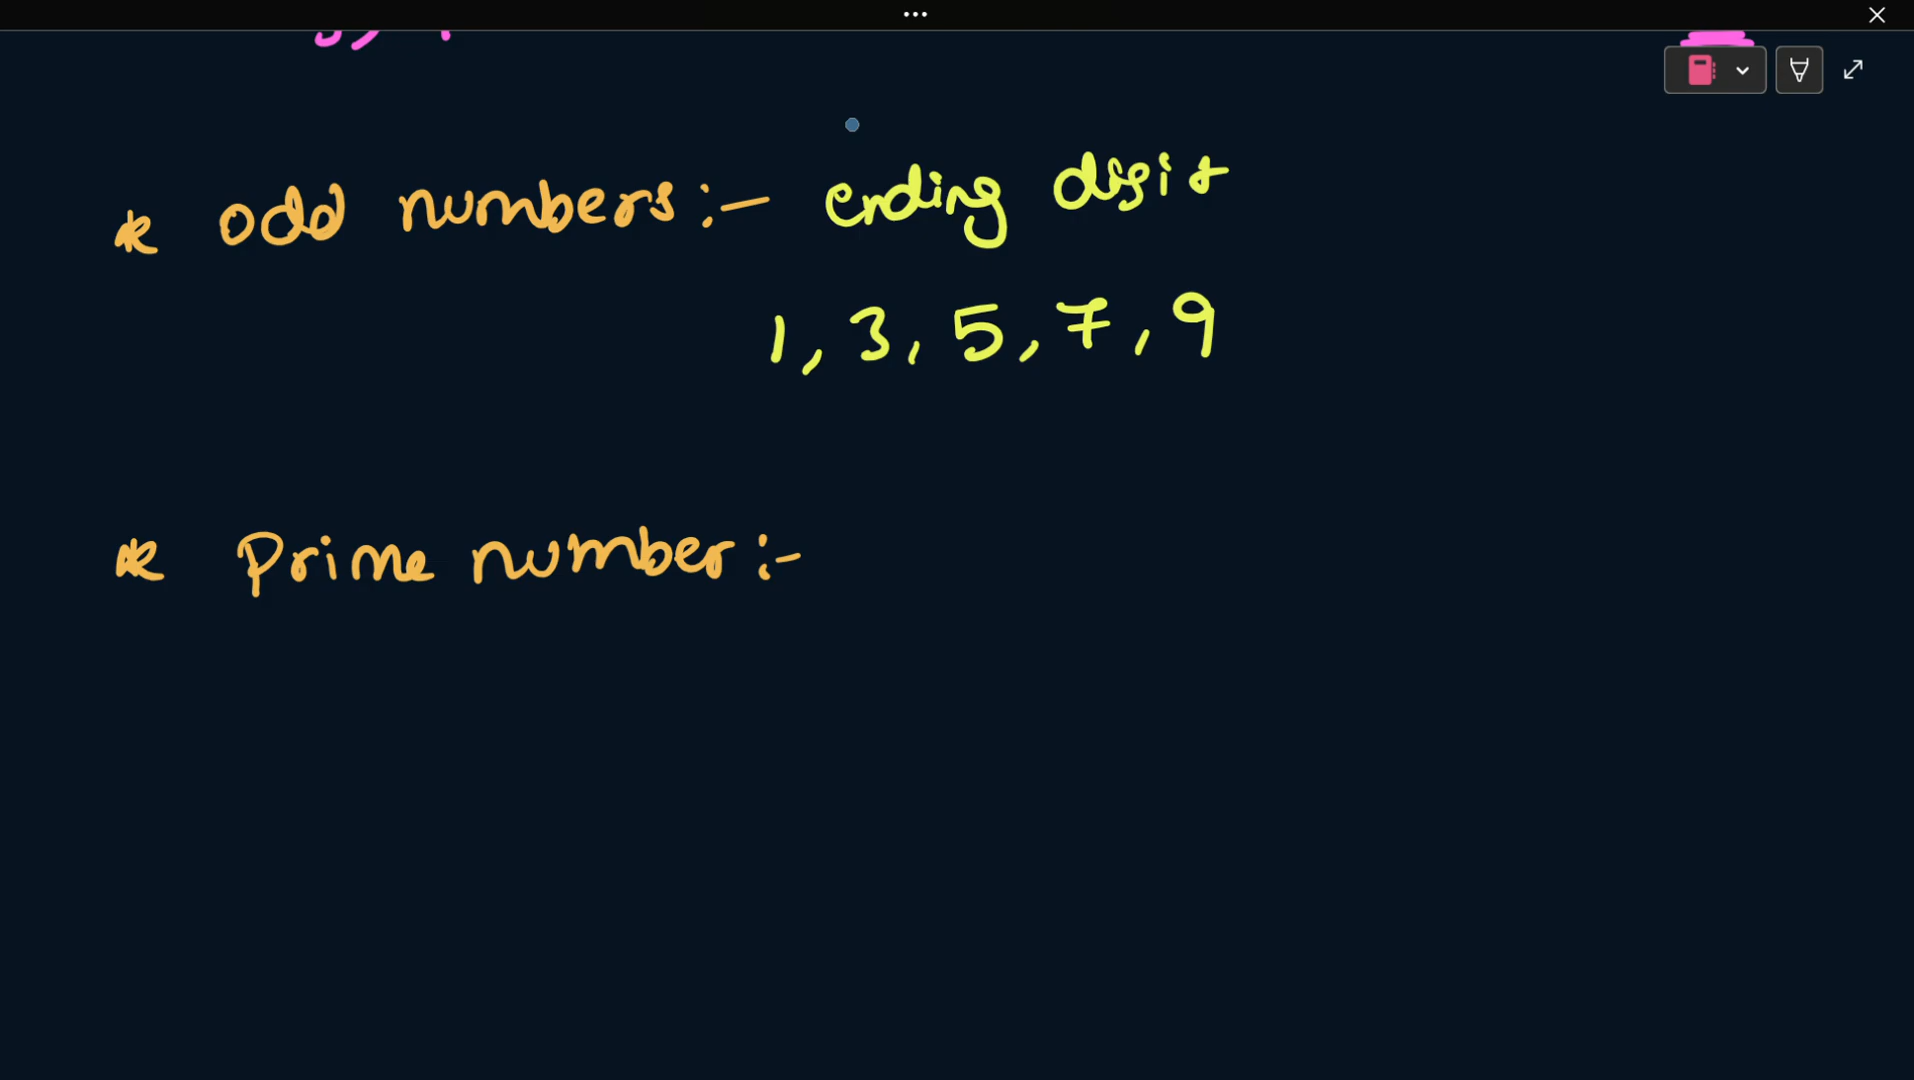 * odd numbers :- ending digit
1, 3, 5, 7, 9
* Prime number :-